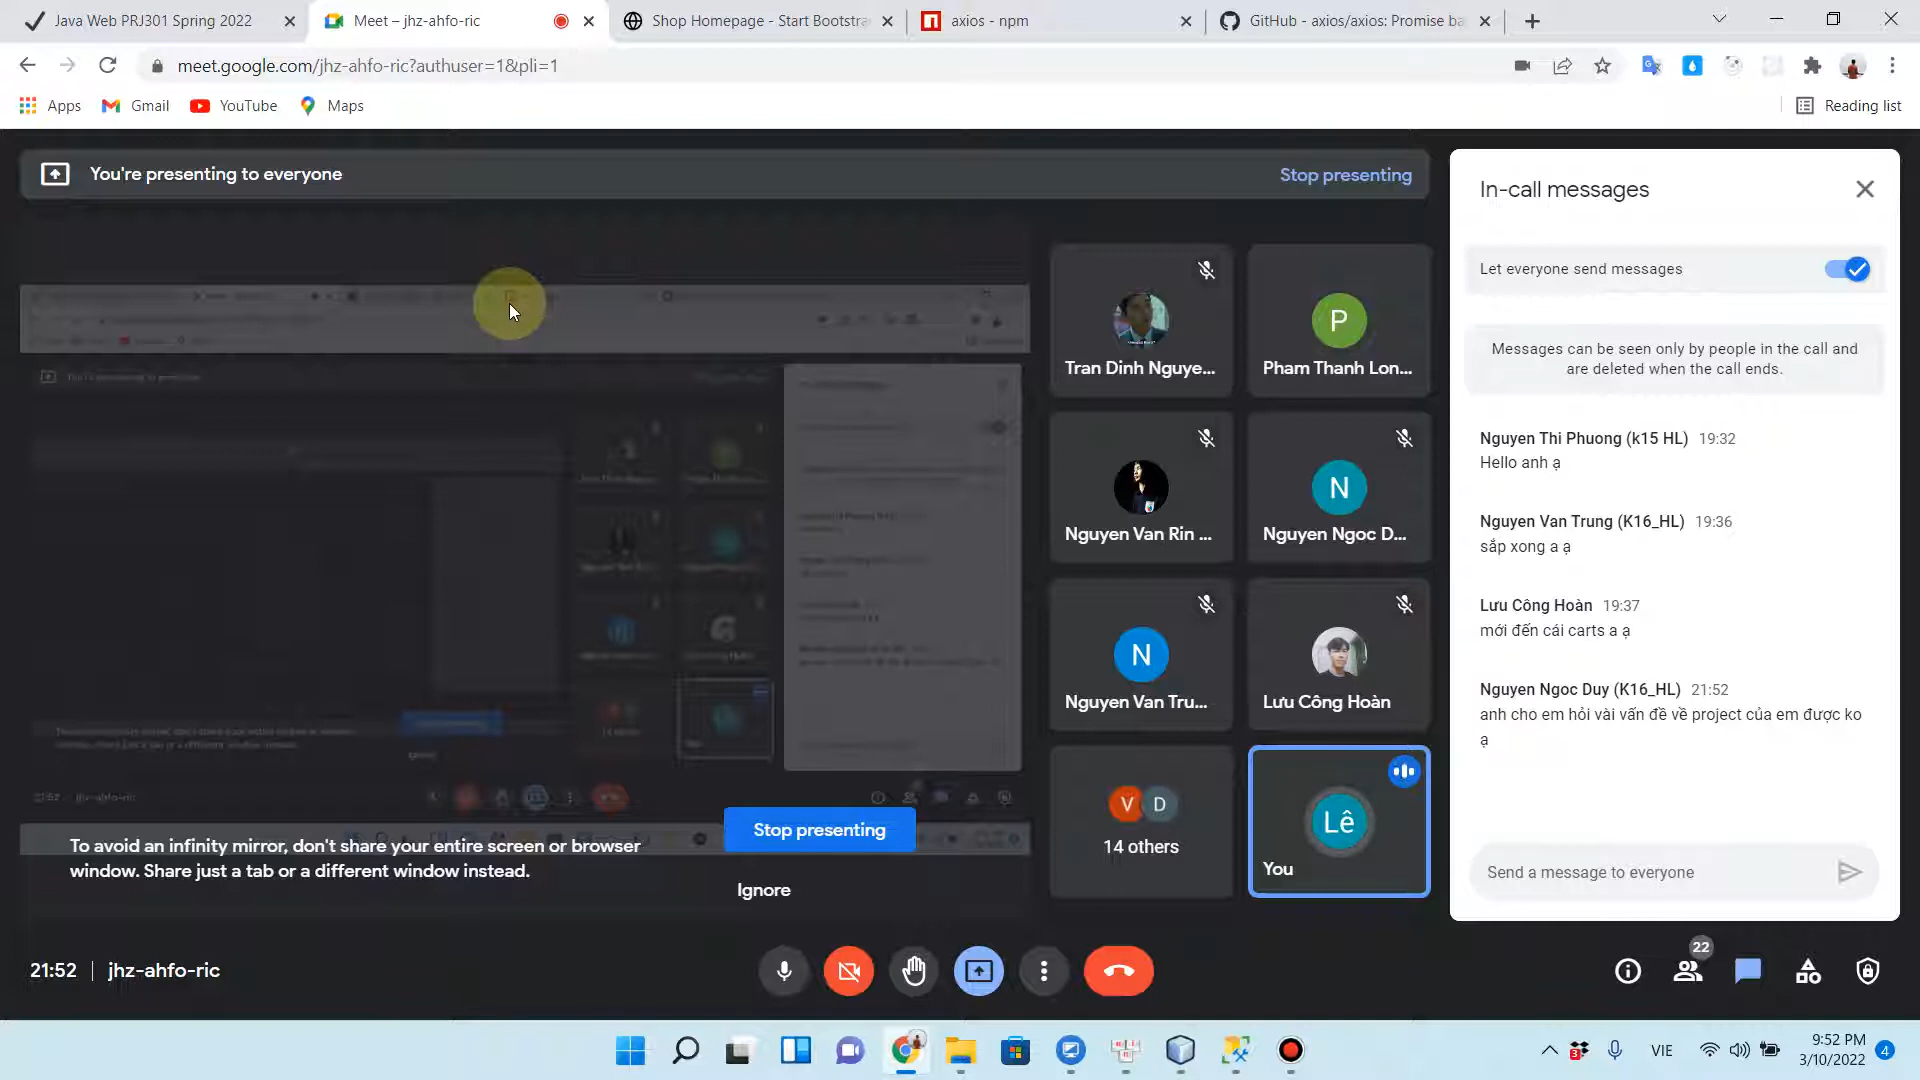 Java Web PRJ301 Spring 2022
Meet – jhz-ahfo-ric
Shop Homepage - Start Bootstra
axios - npm
GitHub - axios/axios: Promise ba
meet.google.com/jhz-ahfo-ric?authuser=1&pli=1
Apps
Gmail
YouTube
Maps
Reading list
You're presenting to everyone
Stop presenting
In-call messages
Let everyone send messages
Messages can be seen only by people in the call and
are deleted when the call ends.
Tran Dinh Nguye...
P
Pham Thanh Lon...
Nguyen Van Rin ...
N
Nguyen Ngoc D...
N
Nguyen Van Tru...
Lưu Công Hoàn
V D
14 others
Lê
You
Nguyen Thi Phuong (k15 HL) 19:32
Hello anh ạ
Nguyen Van Trung (K16_HL) 19:36
sắp xong a ạ
Lưu Công Hoàn 19:37
mới đến cái carts a ạ
Nguyen Ngoc Duy (K16_HL) 21:52
anh cho em hỏi vài vấn đề về project của em được ko
ạ
Send a message to everyone
To avoid an infinity mirror, don't share your entire screen or browser
window. Share just a tab or a different window instead.
Stop presenting
Ignore
21:52 | jhz-ahfo-ric
22
VIE
9:52 PM
3/10/2022
4
3